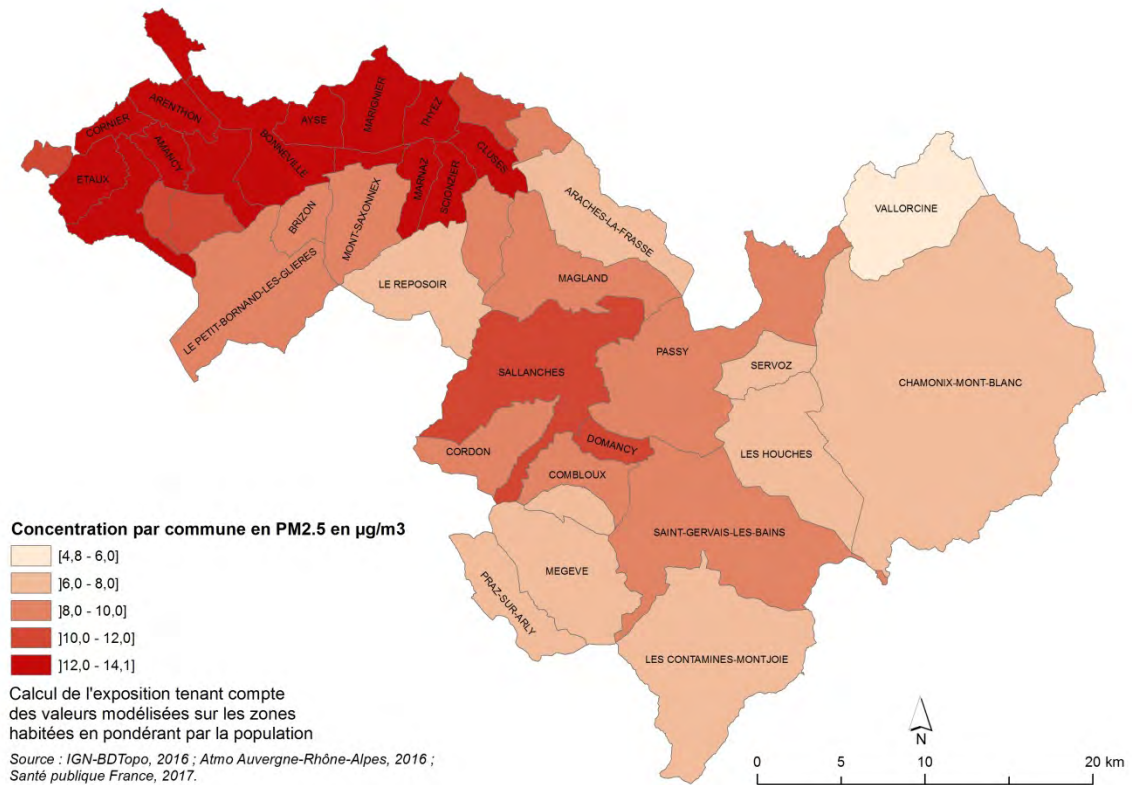 ARENTHON
CORNIER
AMANCY
ETAUX
BONNEVILLE
AYSE
MARIGNIER
THYEZ
CLUSES
MARNAZ
SCIONZIER
BRIZON
MONT-SAXONNEX
LE PETIT-BORNAND-LES-GLIERES
LE REPOSOIR
ARACHES-LA-FRASSE
MAGLAND
VALLORCINE
SALLANCHES
PASSY
SERVOZ
CHAMONIX-MONT-BLANC
DOMANCY
CORDON
COMBLOUX
LES HOUCHES
SAINT-GERVAIS-LES-BAINS
MEGEVE
PRAZ-SUR-ARLY
LES CONTAMINES-MONTJOIE
Concentration par commune en PM2.5 en µg/m3
[4,8 - 6,0]
]6,0 - 8,0]
]8,0 - 10,0]
]10,0 - 12,0]
]12,0 - 14,1]
Calcul de l'exposition tenant compte
des valeurs modélisées sur les zones
habitées en pondérant par la population
Source : IGN-BDTopo, 2016 ; Atmo Auvergne-Rhône-Alpes, 2016 ;
Santé publique France, 2017.
N
0 5 10 20 km